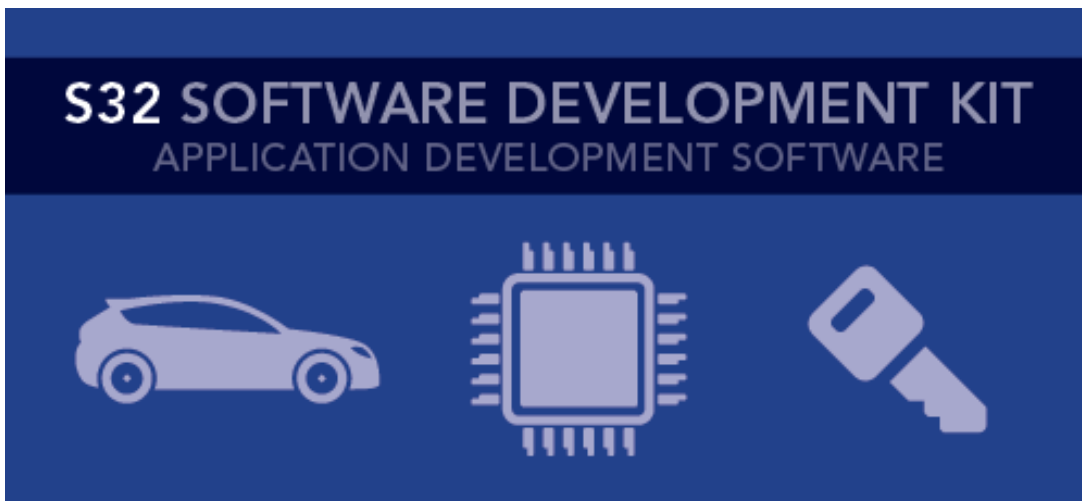 S32 SOFTWARE DEVELOPMENT KIT
APPLICATION DEVELOPMENT SOFTWARE